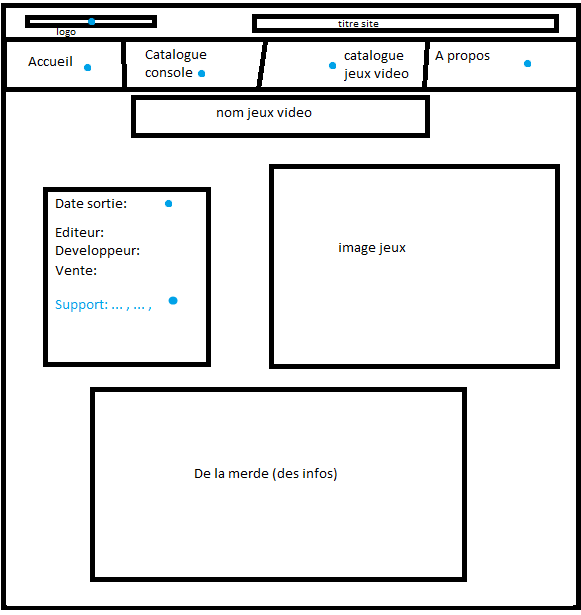 titre site
logo
Accueil
Catalogue
console
catalogue
jeux video
A propos
nom jeux video
Date sortie:
Editeur:
Developpeur:
Vente:
Support: ... , ... ,
image jeux
De la merde (des infos)